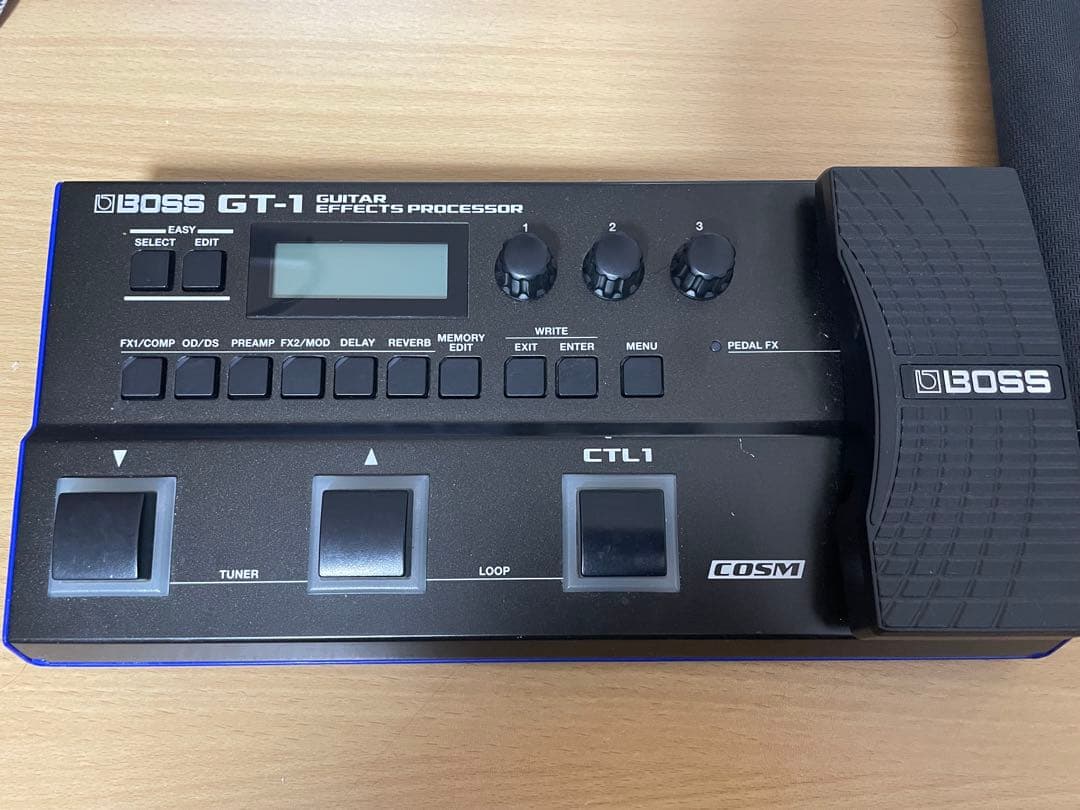 BOSS GT-1 GUITAR EFFECTS PROCESSOR
EASY
SELECT EDIT
1 2 3
FX1/COMP OD/DS PREAMP FX2/MOD DELAY REVERB MEMORY EDIT
WRITE
EXIT ENTER
MENU
PEDAL FX
BOSS
▼ ▲ CTL1
TUNER LOOP
COSM